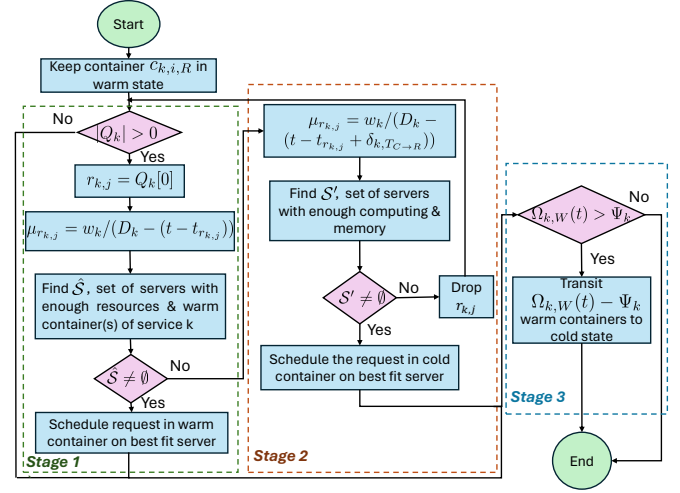 Start
Keep container $c_{k,i,R}$ in
warm state
No
$|Q_k| > 0$
Yes
$r_{k,j} = Q_k[0]$
$\mu_{r_{k,j}} = w_k/(D_k - (t - t_{r_{k,j}}))$
Find $\hat{\mathcal{S}}$, set of servers with
enough resources & warm
container(s) of service k
No
$\hat{\mathcal{S}} \neq \emptyset$
Yes
Schedule request in warm
container on best fit server
Stage 1
$\mu_{r_{k,j}} = w_k/(D_k -$
$(t - t_{r_{k,j}} + \delta_{k,T_{C \to R}}))$
Find $\mathcal{S}'$, set of servers
with enough computing &
memory
$\mathcal{S}' \neq \emptyset$
No
Drop
$r_{k,j}$
Yes
Schedule the request in cold
container on best fit server
Stage 2
No
$\Omega_{k,W}(t) > \Psi_k$
Yes
Transit
$\Omega_{k,W}(t) - \Psi_k$
warm containers to
cold state
Stage 3
End